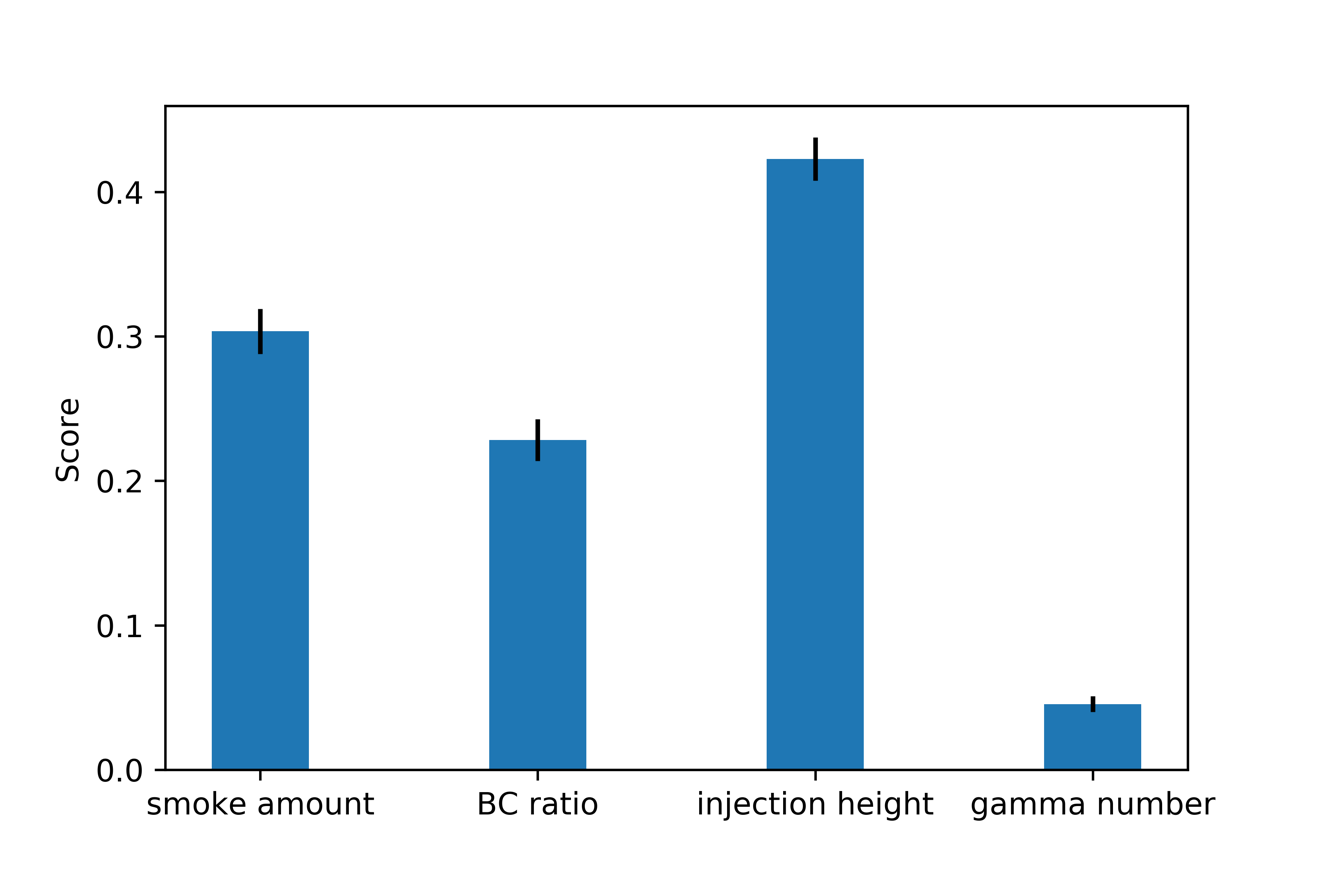 0.4
0.3
0.2
0.1
0.0
Score
smoke amount
BC ratio
injection height
gamma number